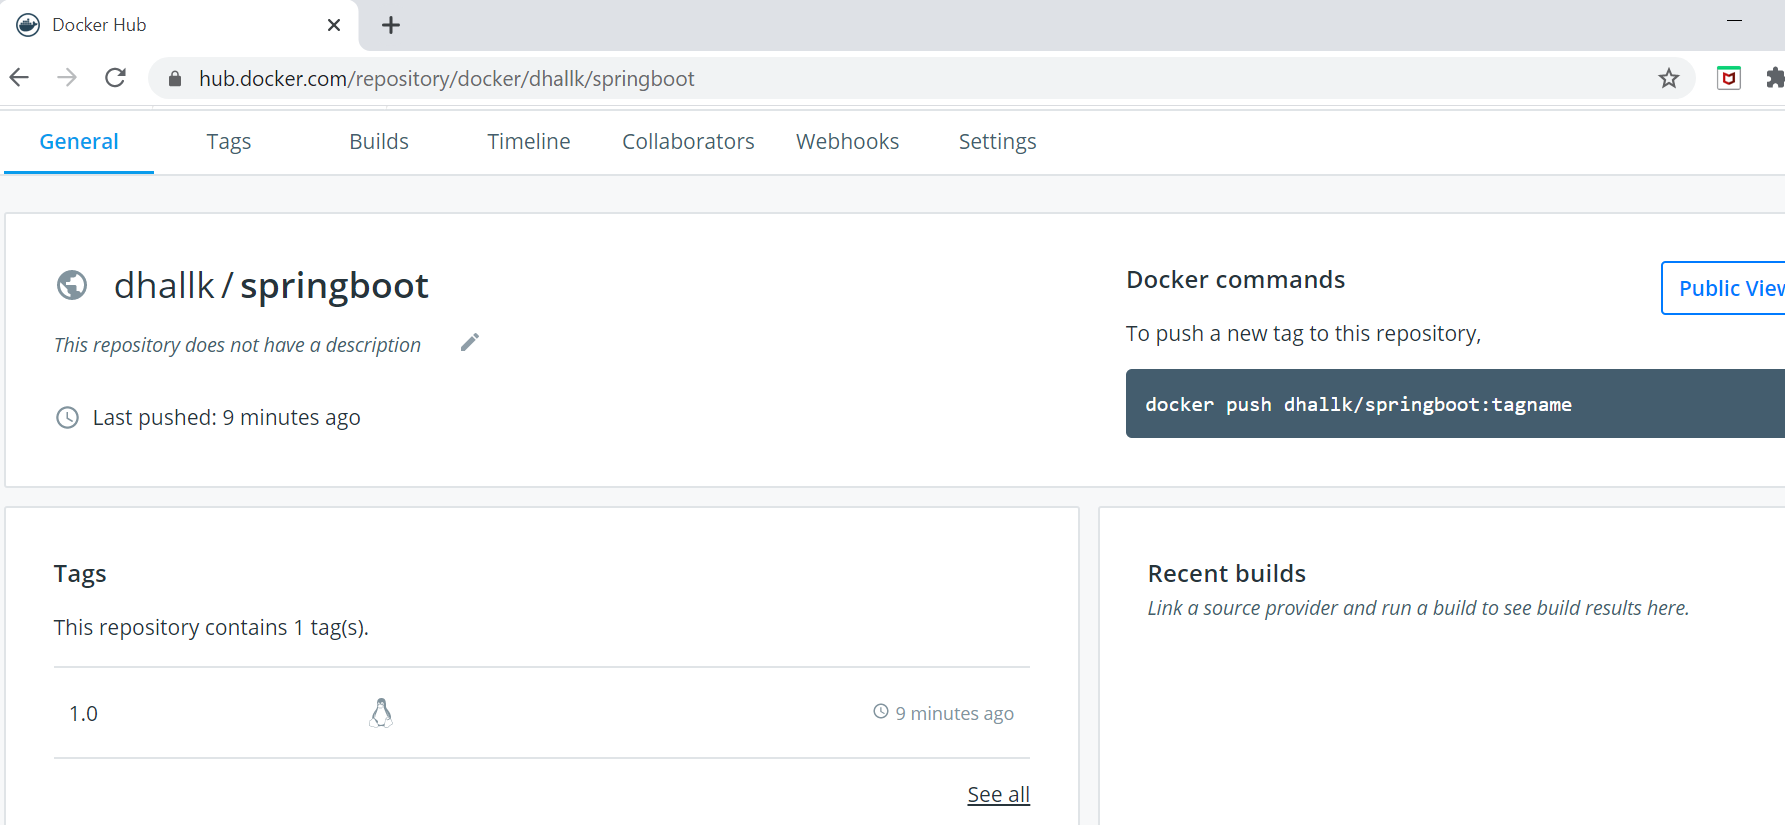 Docker Hub
hub.docker.com/repository/docker/dhallk/springboot
General Tags Builds Timeline Collaborators Webhooks Settings
dhallk / springboot
This repository does not have a description
Last pushed: 9 minutes ago
Docker commands
Public View
To push a new tag to this repository,
docker push dhallk/springboot:tagname
Tags
This repository contains 1 tag(s).
1.0 9 minutes ago
See all
Recent builds
Link a source provider and run a build to see build results here.